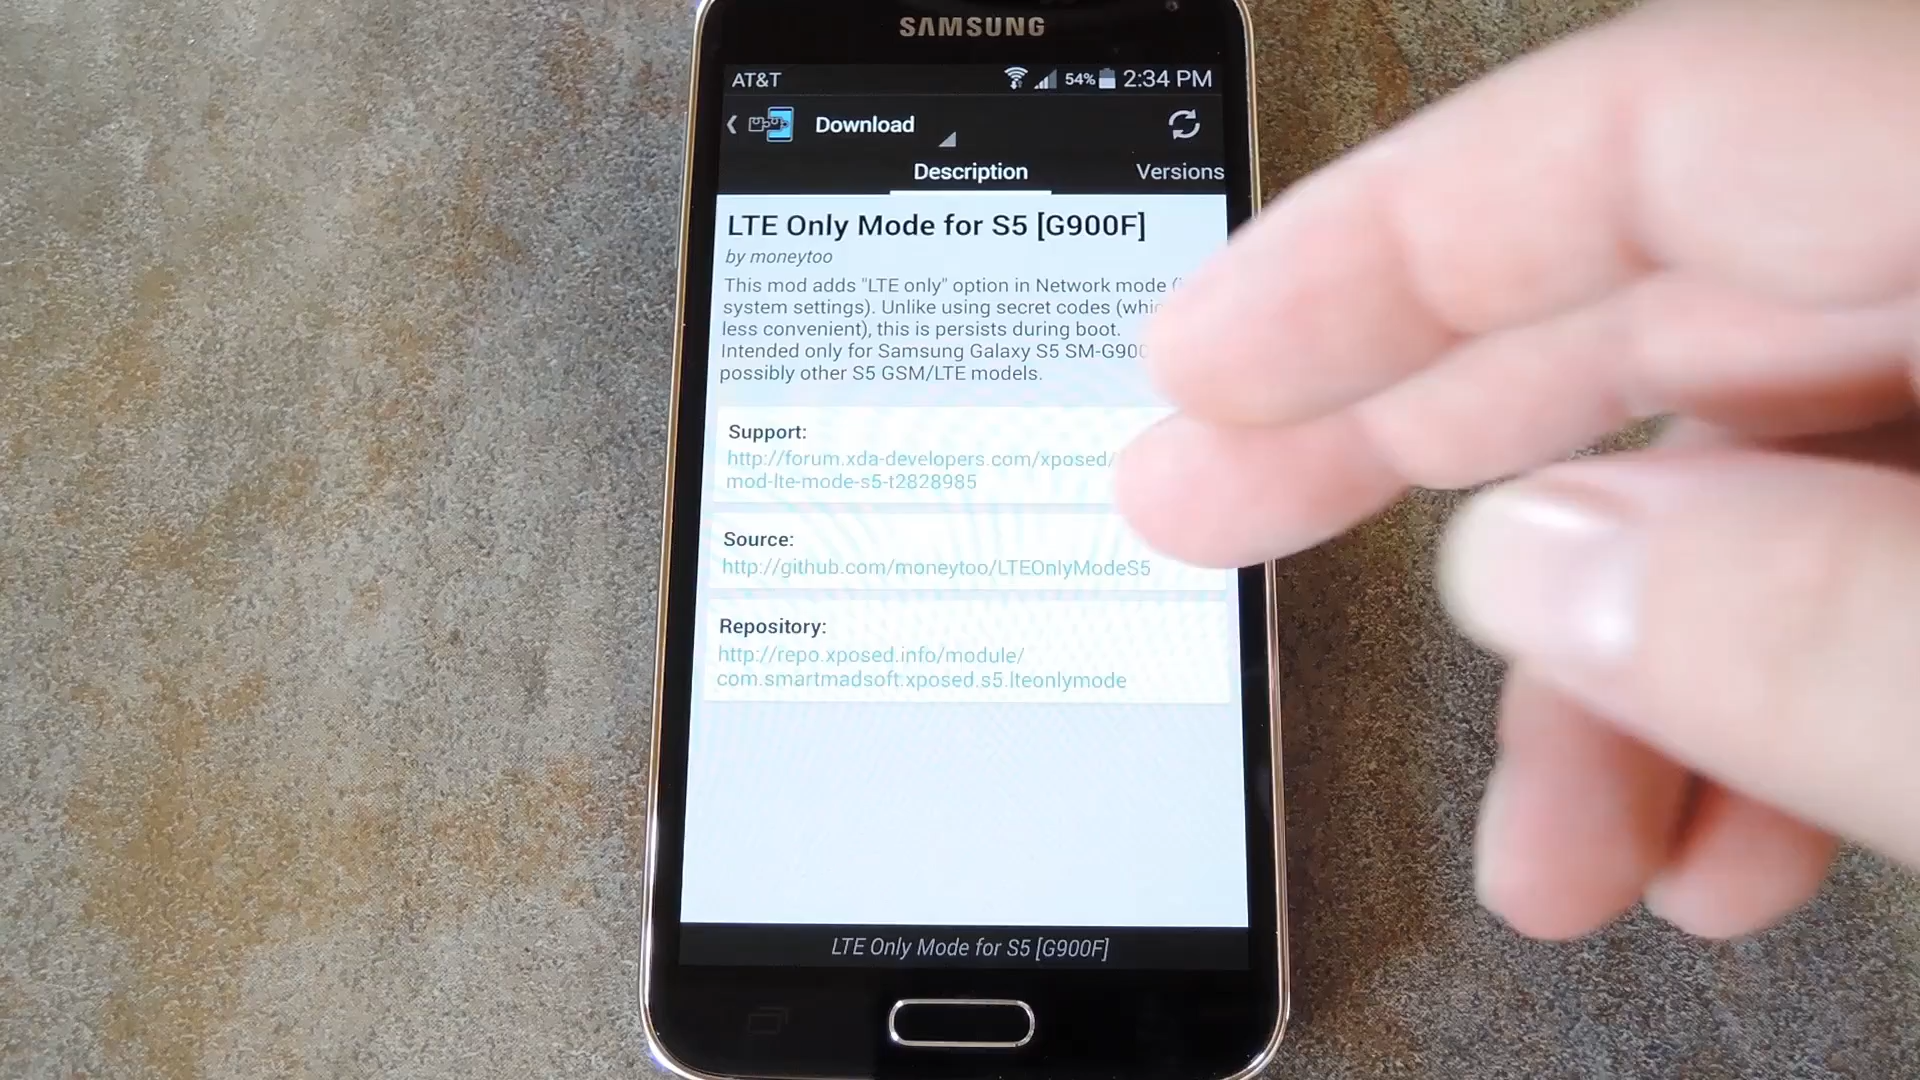 SAMSUNG
AT&T 54% 2:34 PM
Download
Description Versions
LTE Only Mode for S5 [G900F]
by moneytoo
This mod adds "LTE only" option in Network mode (
system settings). Unlike using secret codes (
less convenient), this is persists during boot.
Intended only for Samsung Galaxy S5
possibly other S5 GSM/LTE models.
Support:
http://forum.xda-developers.com/xposed/
mod-lte-mode-s5-t2828985
Source:
http://github.com/moneytoo/LTEOnlyModeS5
Repository:
http://repo.xposed.info/module/
com.smartmadsoft.xposed.s5.lteonlymode
LTE Only Mode for S5 [G900F]